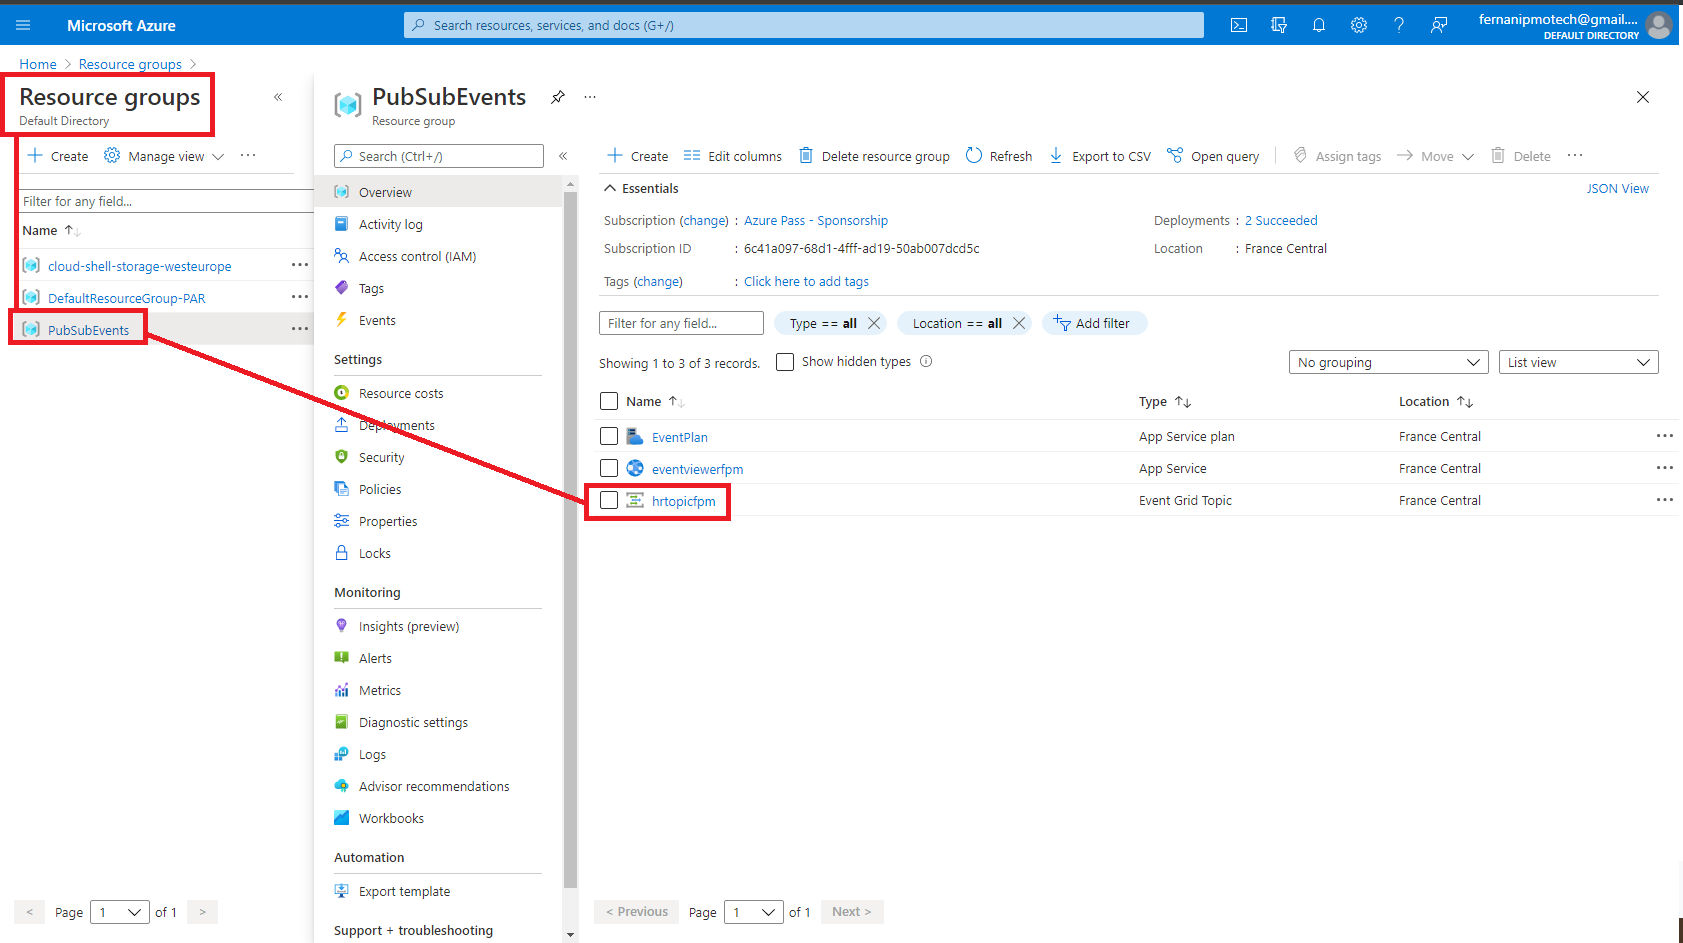 Microsoft Azure
Search resources, services, and docs (G+/)
fernanipmotech@gmail....
DEFAULT DIRECTORY
Home > Resource groups >
Resource groups
Default Directory
«
Create
Manage view
...
Filter for any field...
Name
cloud-shell-storage-westeurope
DefaultResourceGroup-PAR
PubSubEvents
< Page 1 of 1 >
PubSubEvents
...
Resource group
Search (Ctrl+/)
«
Overview
Activity log
Access control (IAM)
Tags
Events
Settings
Resource costs
Deployments
Security
Policies
Properties
Locks
Monitoring
Insights (preview)
Alerts
Metrics
Diagnostic settings
Logs
Advisor recommendations
Workbooks
Automation
Export template
Support + troubleshooting
Create Edit columns Delete resource group Refresh Export to CSV Open query Assign tags Move Delete ...
Essentials
JSON View
Subscription (change) : Azure Pass - Sponsorship
Deployments : 2 Succeeded
Subscription ID : 6c41a097-68d1-4fff-ad19-50ab007dcd5c
Location : France Central
Tags (change) : Click here to add tags
Filter for any field... Type == all Location == all Add filter
Showing 1 to 3 of 3 records. Show hidden types
No grouping List view
Name Type Location
EventPlan App Service plan France Central ...
eventviewerfpm App Service France Central ...
hrtopicfpm Event Grid Topic France Central ...
< Previous Page 1 of 1 Next >